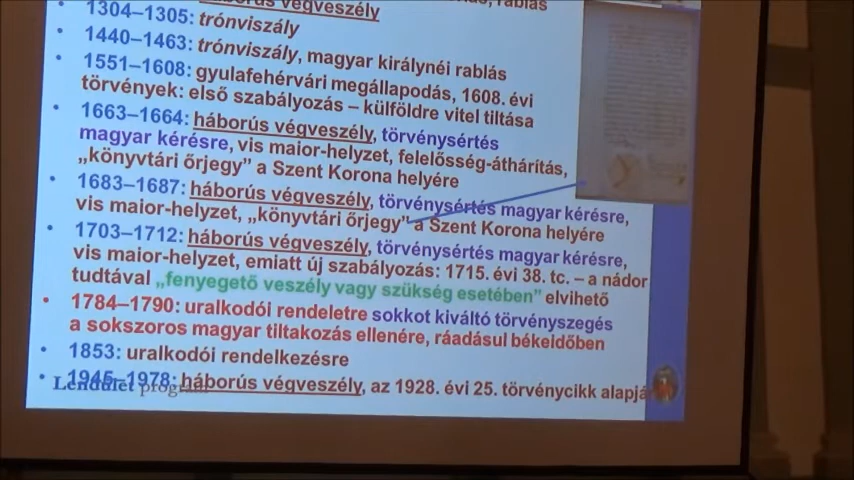 háborús végveszély
rablás
1304–1305: trónviszály
1440–1463: trónviszály, magyar királynéi rablás
1551–1608: gyulafehérvári megállapodás, 1608. évi
törvények: első szabályozás – külföldre vitel tiltása
1663–1664: háborús végveszély, törvénysértés
magyar kérésre, vis maior-helyzet, felelősség-áthárítás,
„könyvtári őrjegy” a Szent Korona helyére
1683–1687: háborús végveszély, törvénysértés magyar kérésre,
vis maior-helyzet, „könyvtári őrjegy” a Szent Korona helyére
1703–1712: háborús végveszély, törvénysértés magyar kérésre,
vis maior-helyzet, emiatt új szabályozás: 1715. évi 38. tc. – a nádor
tudtával „fenyegető veszély vagy szükség esetében” elvihető
1784–1790: uralkodói rendeletre sokkot kiváltó törvényszegés
a sokszoros magyar tiltakozás ellenére, ráadásul békeidőben
1853: uralkodói rendelkezésre
1945–1978: háborús végveszély, az 1928. évi 25. törvénycikk alapján
Lendület program